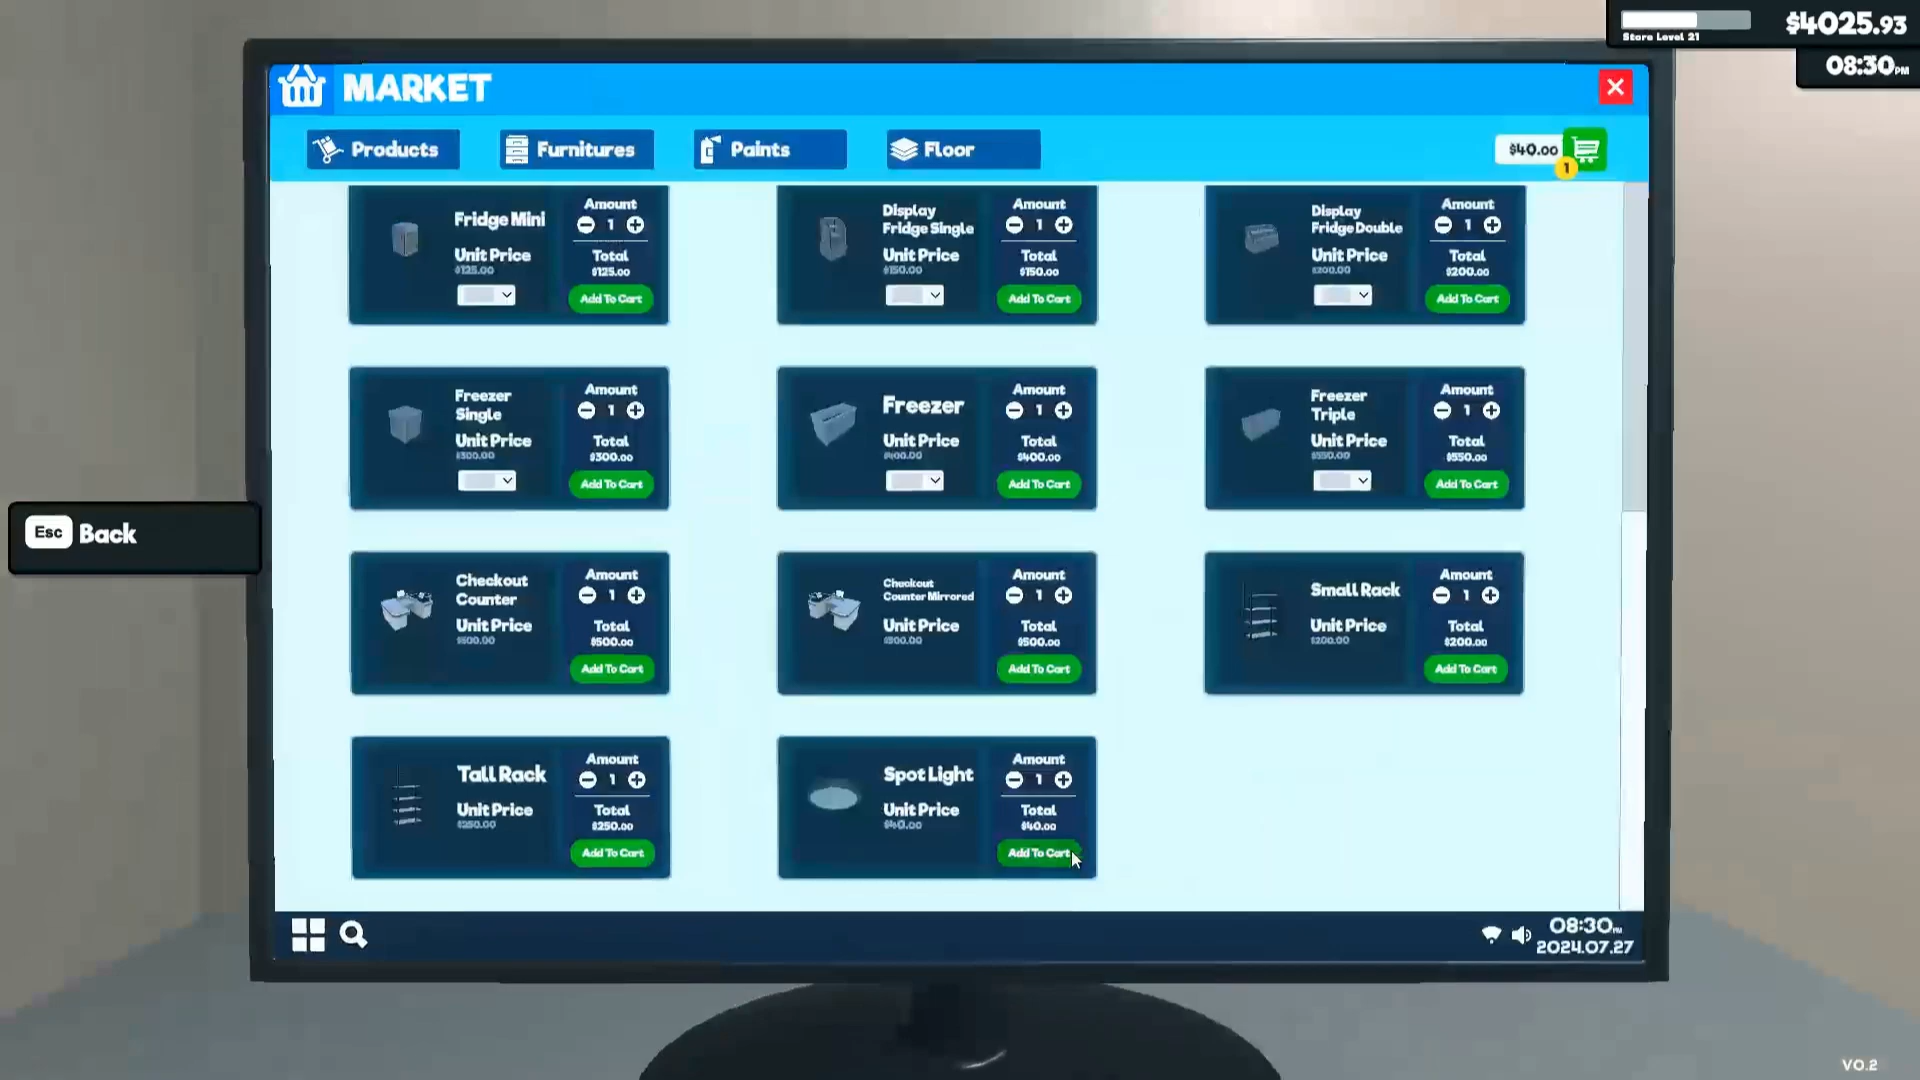 $4025.93
Store Level 21
08:30PM
MARKET
Products
Furnitures
Paints
Floor
$40.00
1
Fridge Mini
Unit Price
$125.00
Amount
1
Total
$125.00
Add To Cart
Display
Fridge Single
Unit Price
$150.00
Amount
1
Total
$150.00
Add To Cart
Display
Fridge Double
Unit Price
$200.00
Amount
1
Total
$200.00
Add To Cart
Freezer
Single
Unit Price
$300.00
Amount
1
Total
$300.00
Add To Cart
Freezer
Unit Price
$400.00
Amount
1
Total
$400.00
Add To Cart
Freezer
Triple
Unit Price
$550.00
Amount
1
Total
$550.00
Add To Cart
Esc Back
Checkout
Counter
Unit Price
$500.00
Amount
1
Total
$500.00
Add To Cart
Checkout
Counter Mirrored
Unit Price
$500.00
Amount
1
Total
$500.00
Add To Cart
Small Rack
Unit Price
$200.00
Amount
1
Total
$200.00
Add To Cart
Tall Rack
Unit Price
$250.00
Amount
1
Total
$250.00
Add To Cart
Spot Light
Unit Price
$40.00
Amount
1
Total
$40.00
Add To Cart
08:30PM
2024.07.27
V0.2